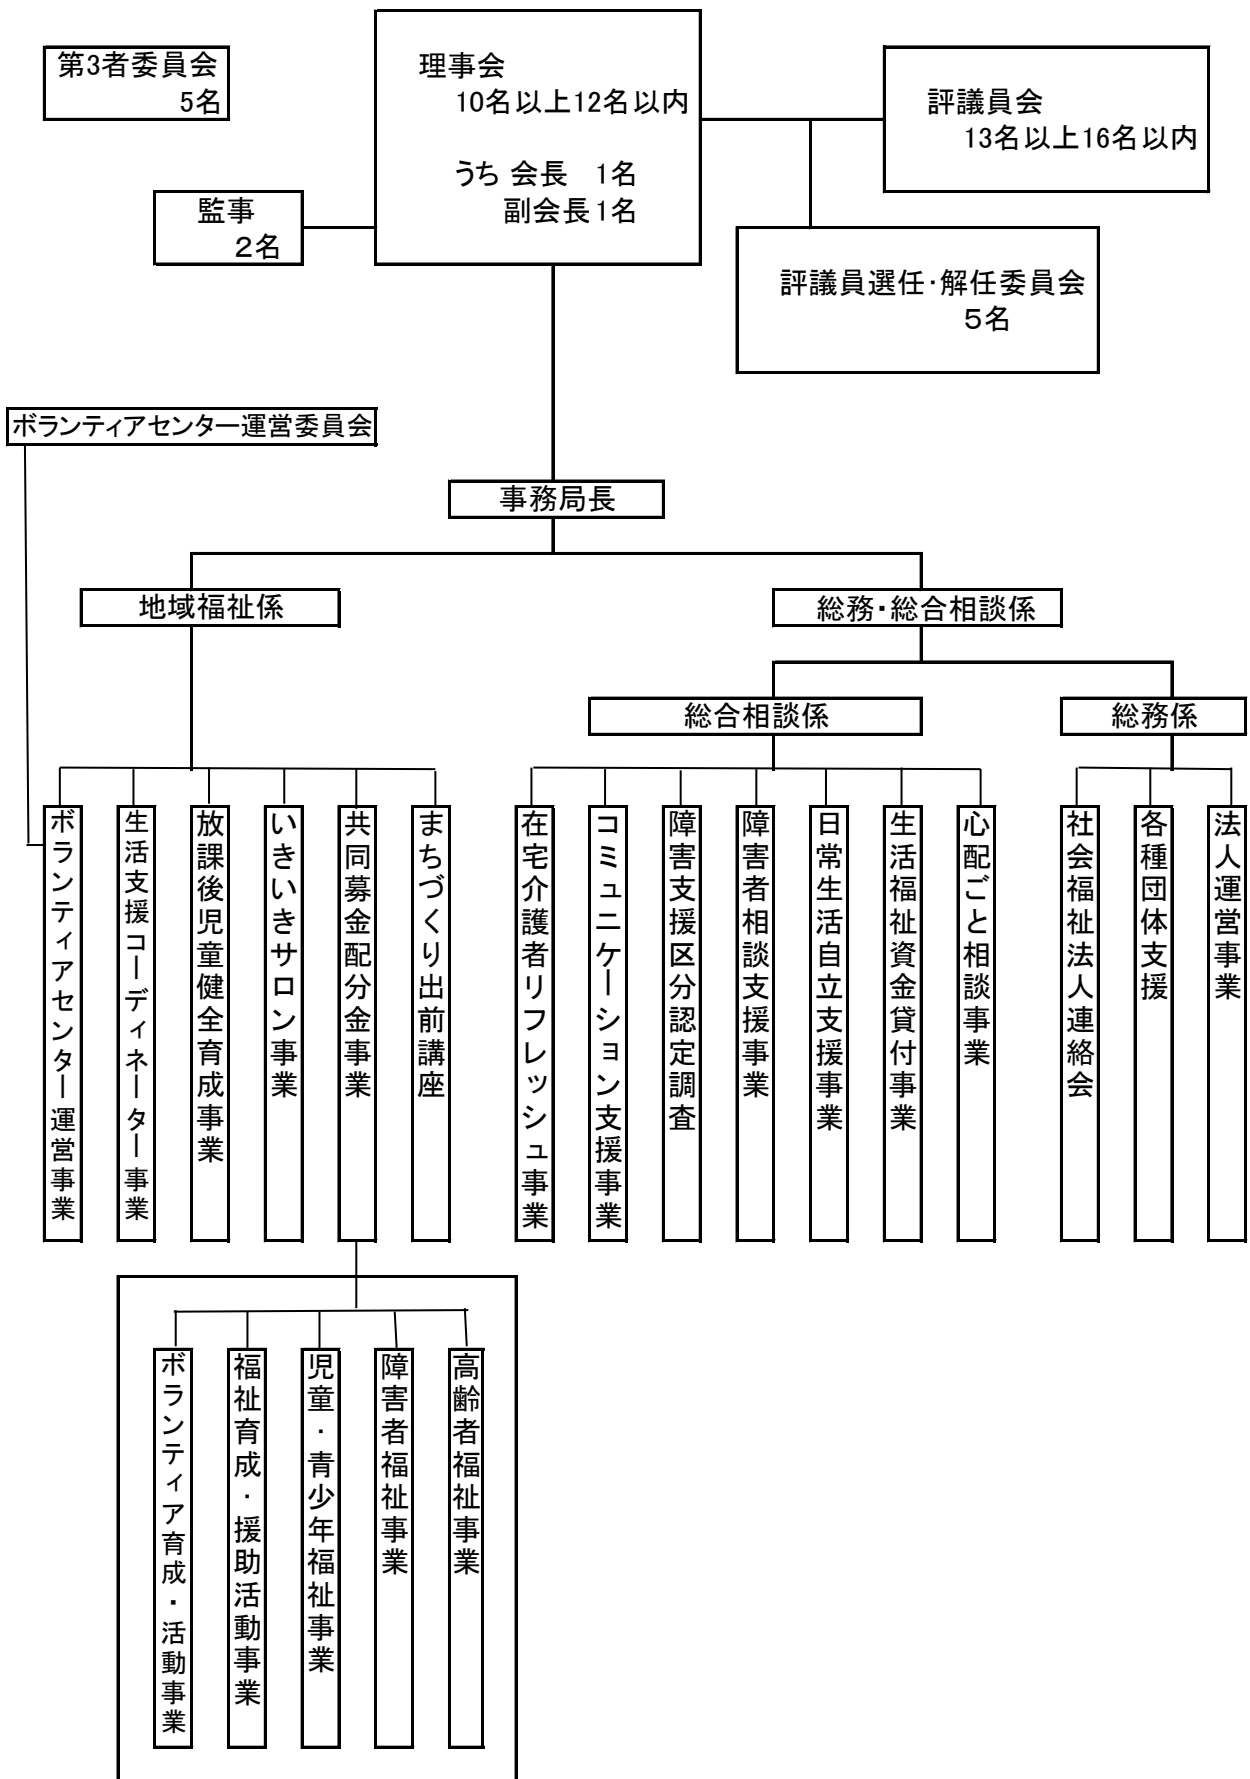 第3者委員会
5名
理事会
10名以上12名以内
うち 会長 1名
副会長1名
評議員会
13名以上16名以内
監事
２名
評議員選任･解任委員会
５名
ボランティアセンター運営委員会
事務局長
地域福祉係
総務・総合相談係
総合相談係
総務係
ボランティアセンター運営事業
生活支援コーディネーター事業
放課後児童健全育成事業
いきいきサロン事業
共同募金配分金事業
まちづくり出前講座
在宅介護者リフレッシュ事業
コミュニケーション支援事業
障害支援区分認定調査
障害者相談支援事業
日常生活自立支援事業
生活福祉資金貸付事業
心配ごと相談事業
社会福祉法人連絡会
各種団体支援
法人運営事業
ボランティア育成・活動事業
福祉育成・援助活動事業
児童・青少年福祉事業
障害者福祉事業
高齢者福祉事業